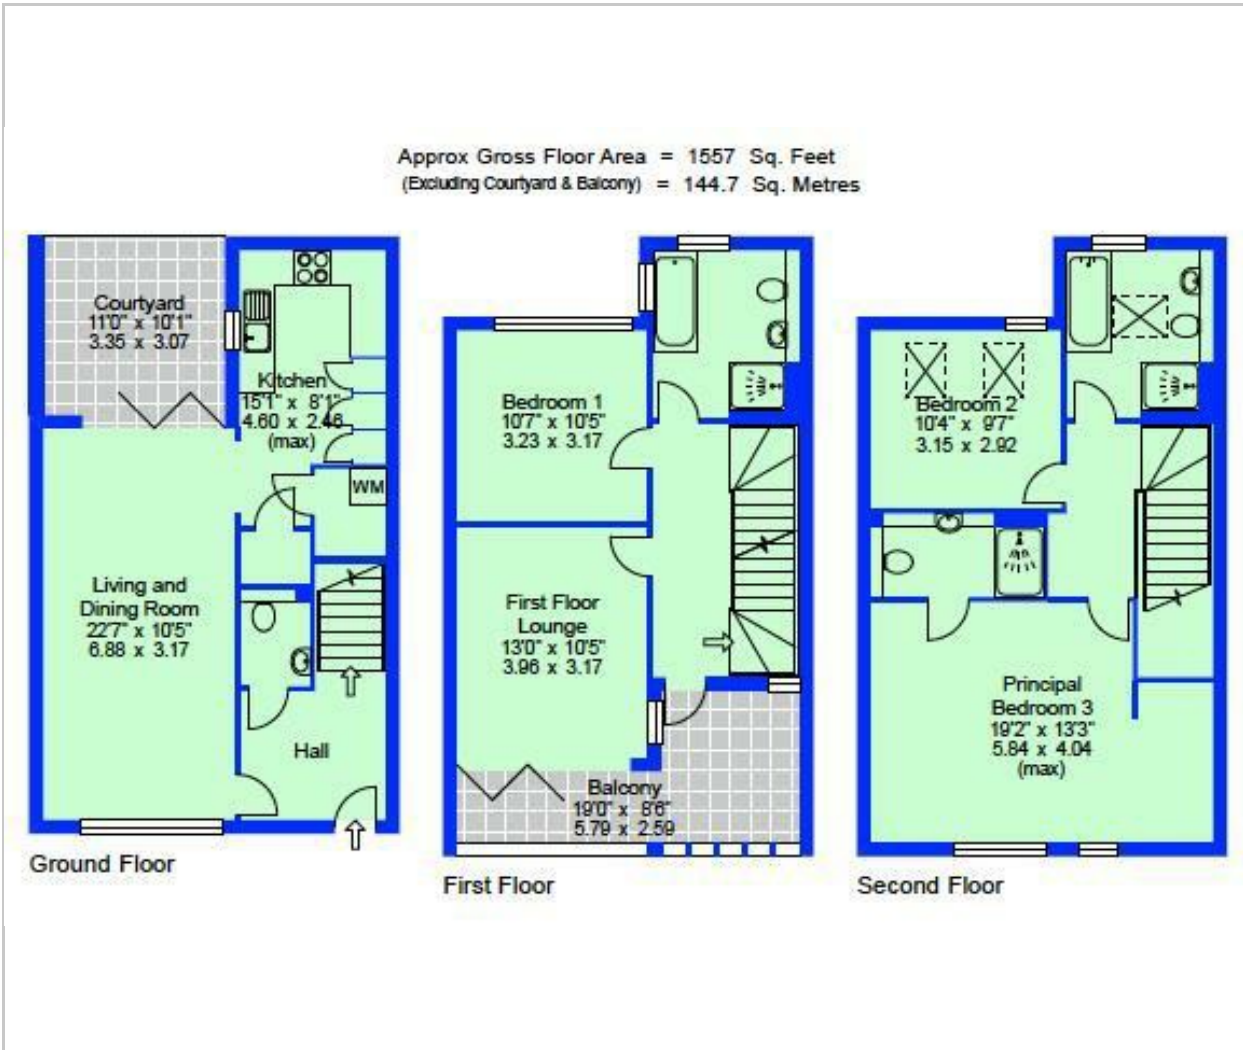 Approx Gross Floor Area = 1557 Sq. Feet
(Excluding Courtyard & Balcony) = 144.7 Sq. Metres
Courtyard
11'0" x 10'1"
3.35 x 3.07
Kitchen
15'1" x 8'1"
4.60 x 2.46
(max)
WM
Living and
Dining Room
22'7" x 10'5"
6.88 x 3.17
Hall
Ground Floor
Bedroom 1
10'7" x 10'5"
3.23 x 3.17
First Floor
Lounge
13'0" x 10'5"
3.96 x 3.17
Balcony
19'0" x 8'6"
5.79 x 2.59
First Floor
Bedroom 2
10'4" x 9'7"
3.15 x 2.92
Principal
Bedroom 3
19'2" x 13'3"
5.84 x 4.04
(max)
Second Floor